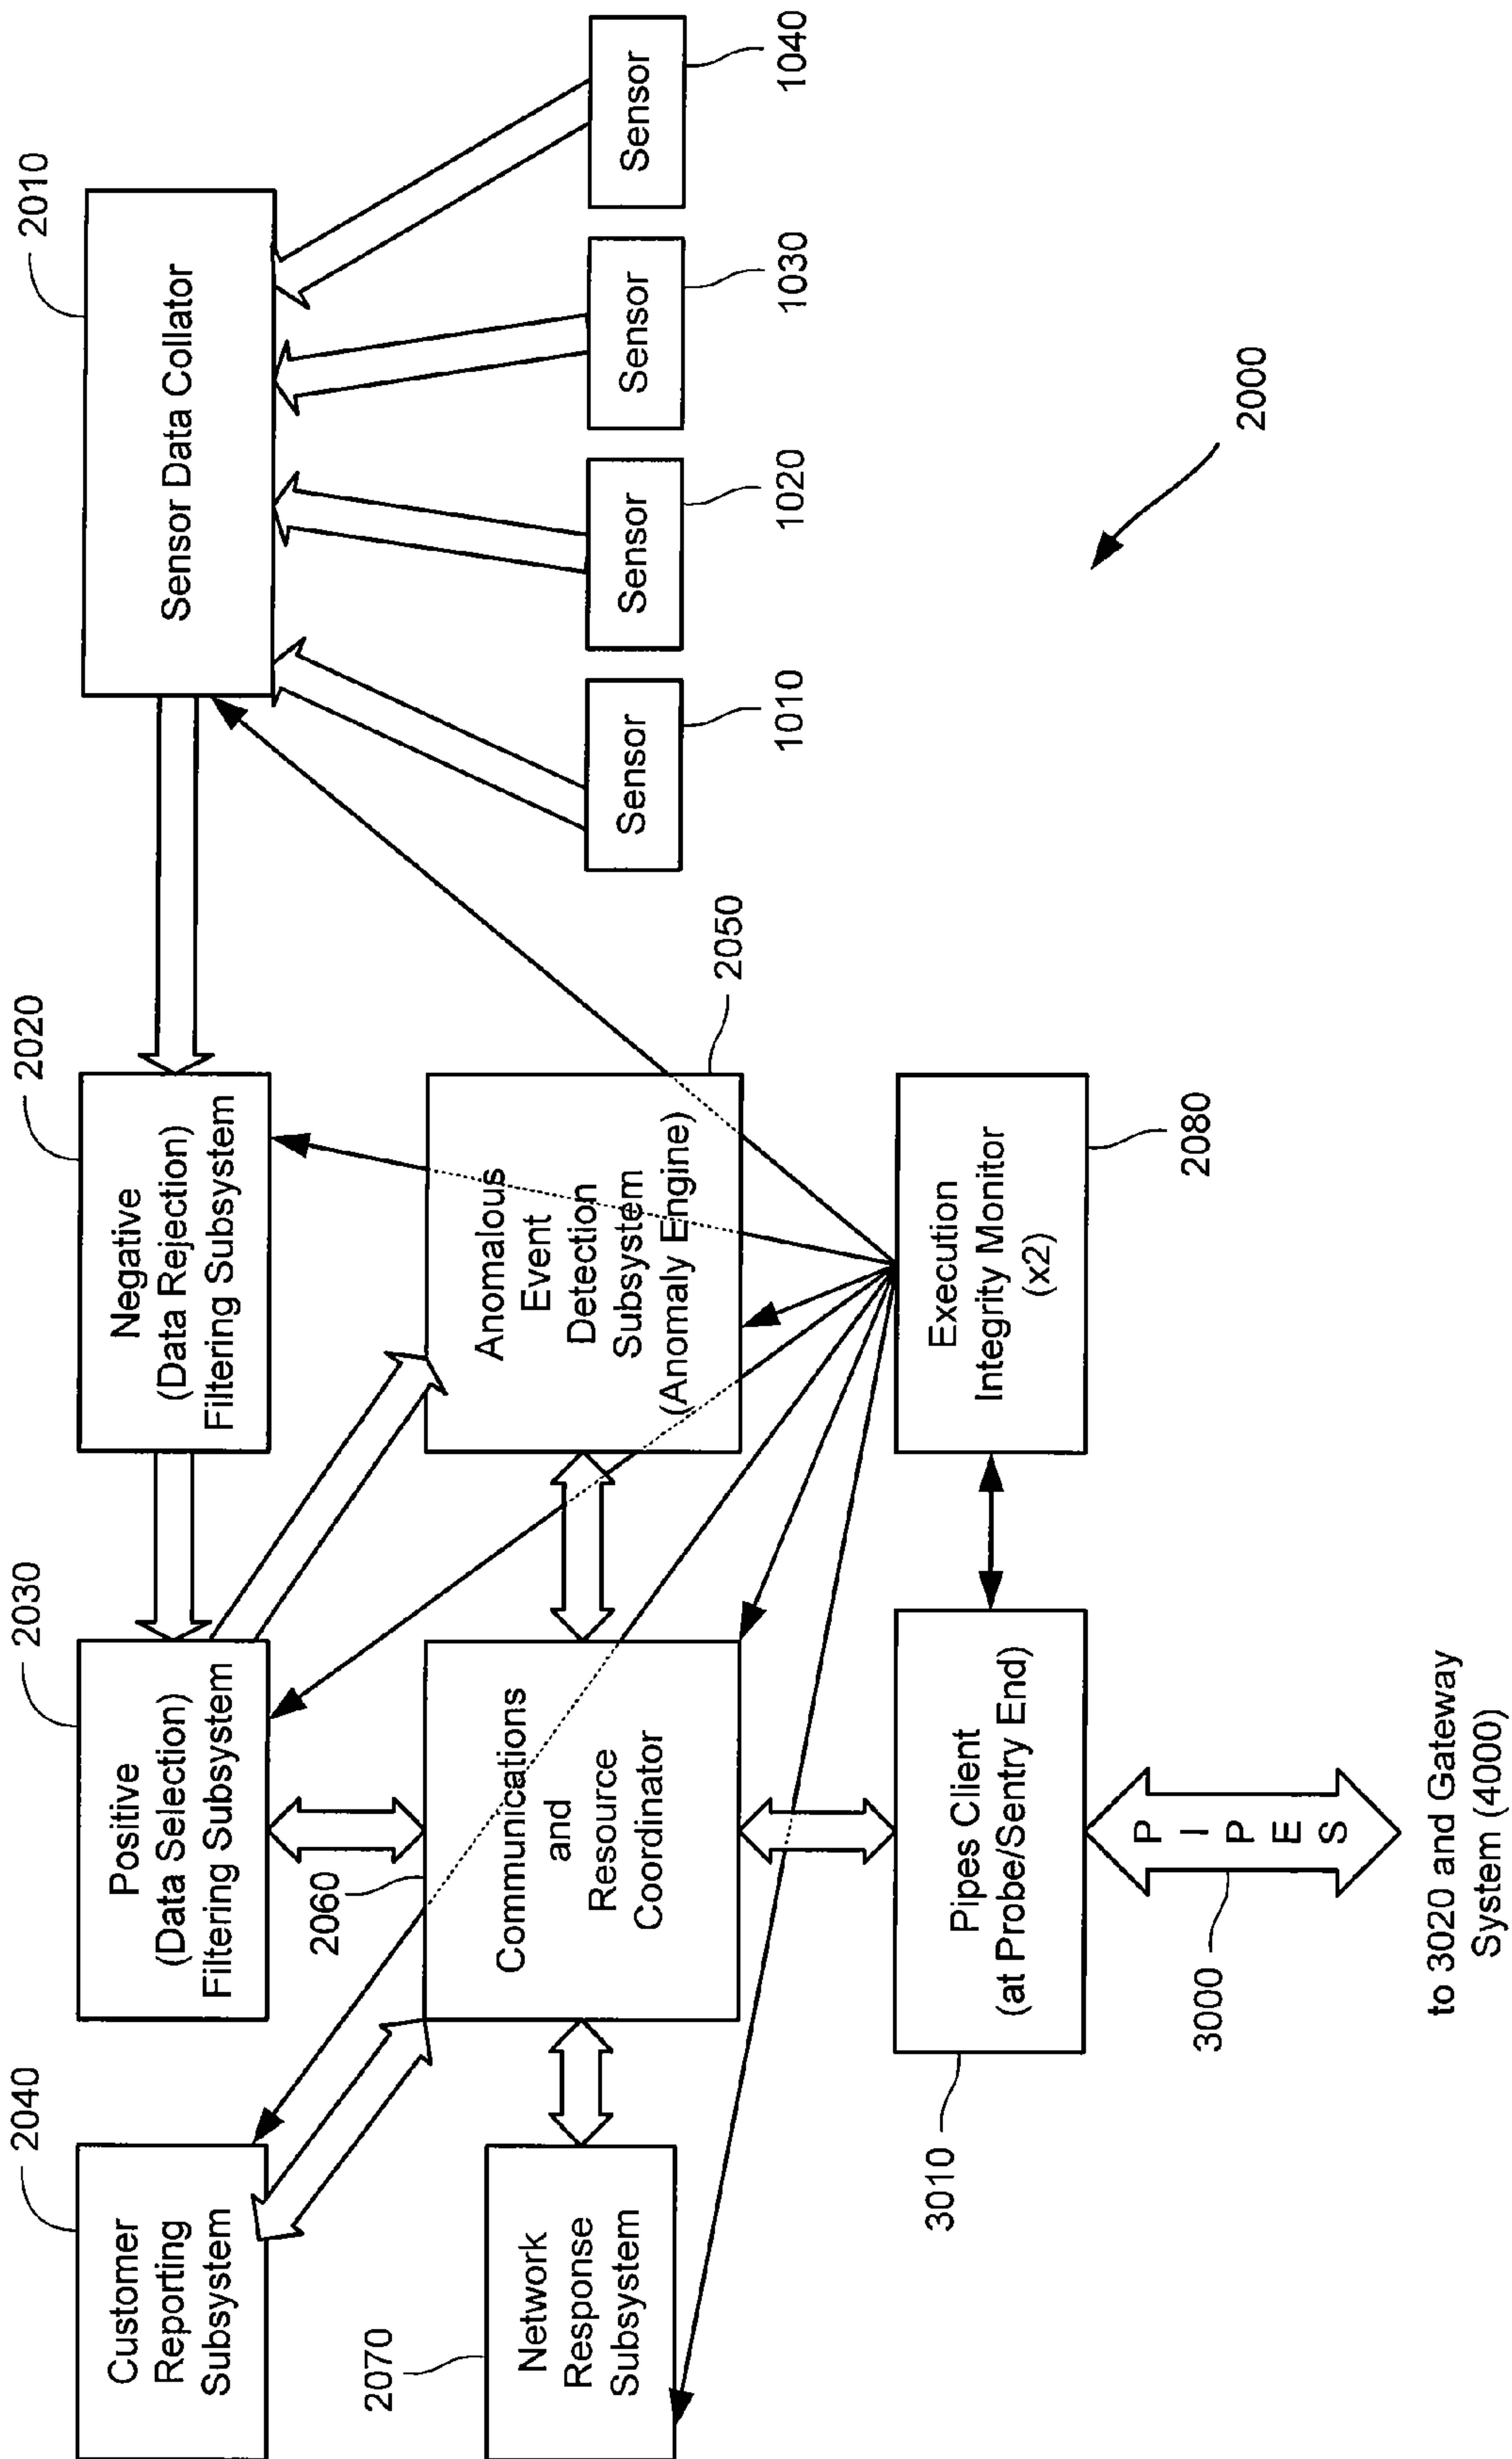 2040
Customer
Reporting
Subsystem
2030
Positive
(Data Selection)
Filtering Subsystem
2020
Negative
(Data Rejection)
Filtering Subsystem
2010
Sensor Data Collator
2070
Network
Response
Subsystem
2060
Communications
and
Resource
Coordinator
2050
Anomalous
Event
Detection
Subsystem
(Anomaly Engine)
Sensor
1010
Sensor
1020
Sensor
1030
Sensor
1040
3010
Pipes Client
(at Probe/Sentry End)
Execution
Integrity Monitor
(x2)
2080
3000
P
I
P
E
S
to 3020 and Gateway
System (4000)
2000